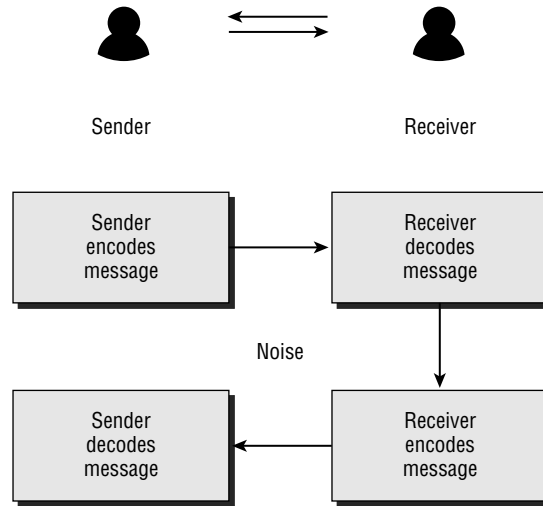 Sender
Receiver
Sender
encodes
message
Receiver
decodes
message
Noise
Sender
decodes
message
Receiver
encodes
message